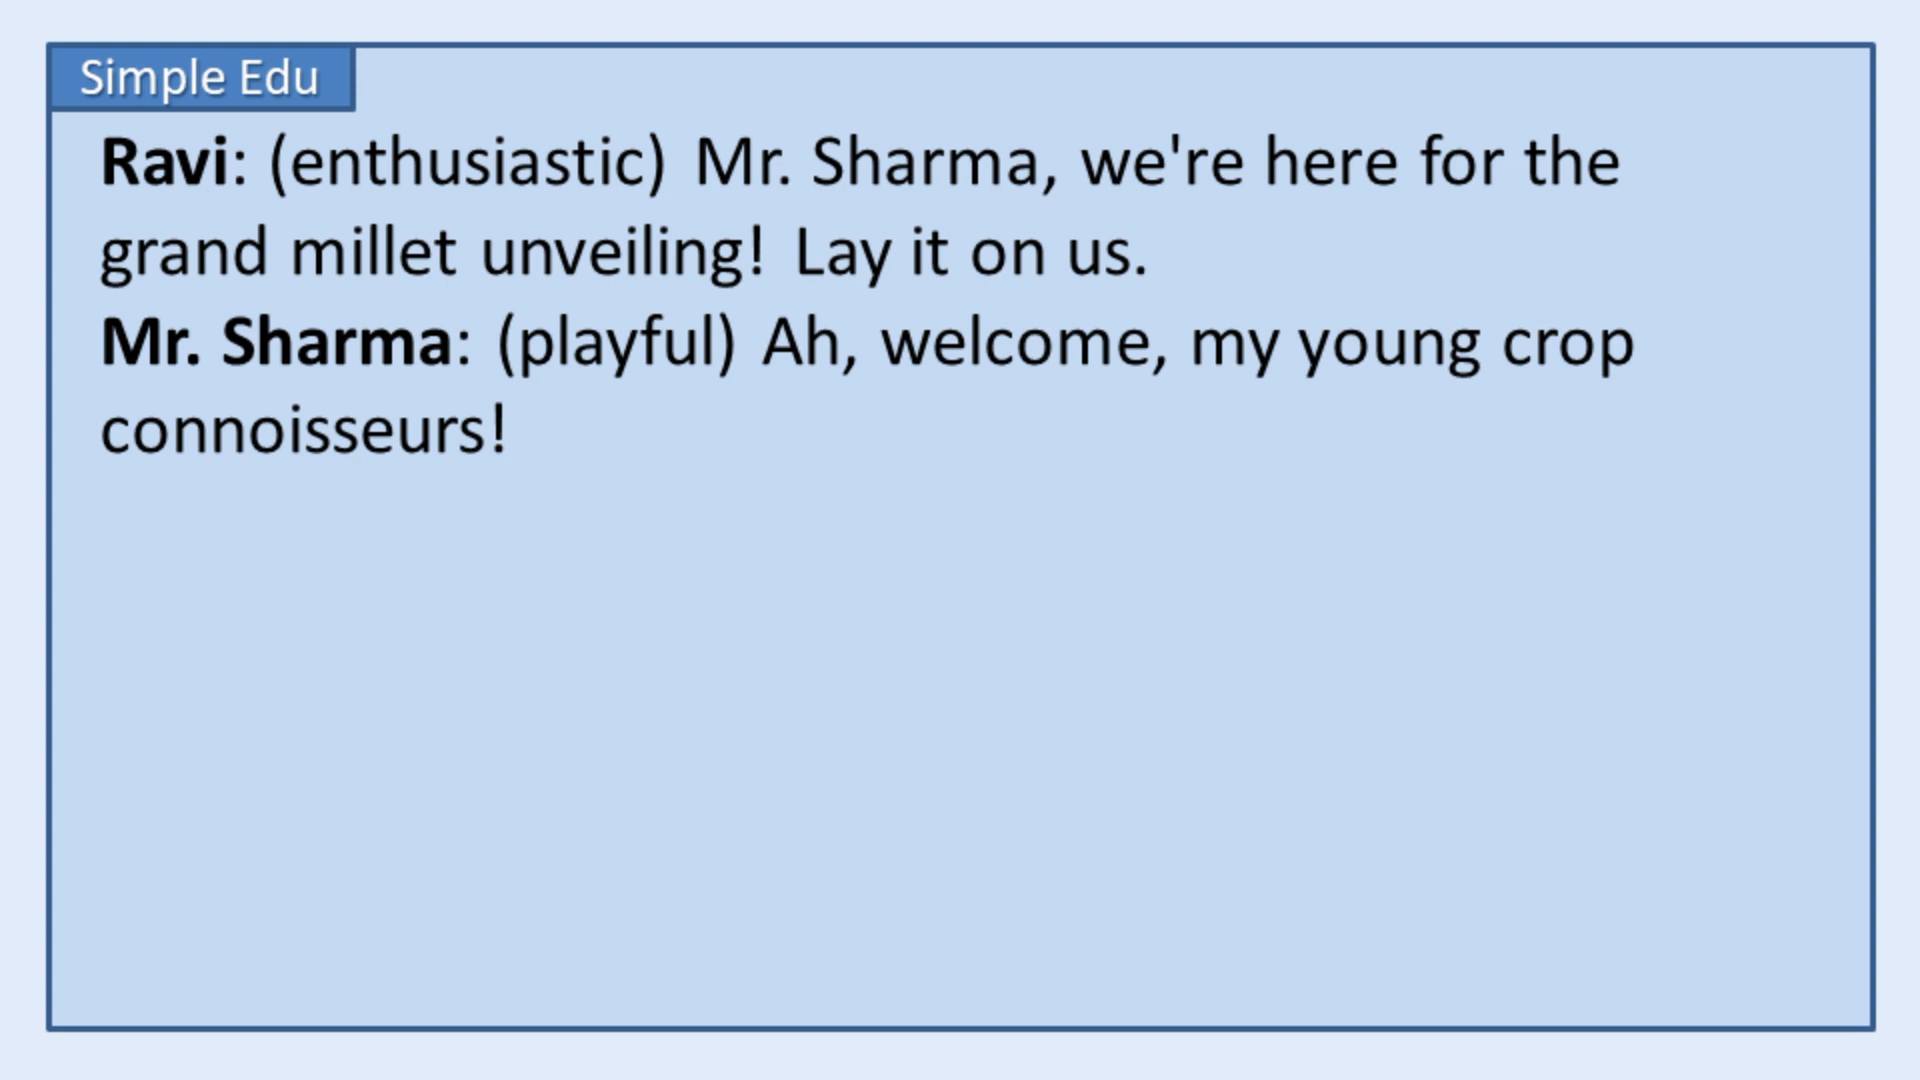 Simple Edu
Ravi: (enthusiastic) Mr. Sharma, we're here for the
grand millet unveiling! Lay it on us.
Mr. Sharma: (playful) Ah, welcome, my young crop
connoisseurs!